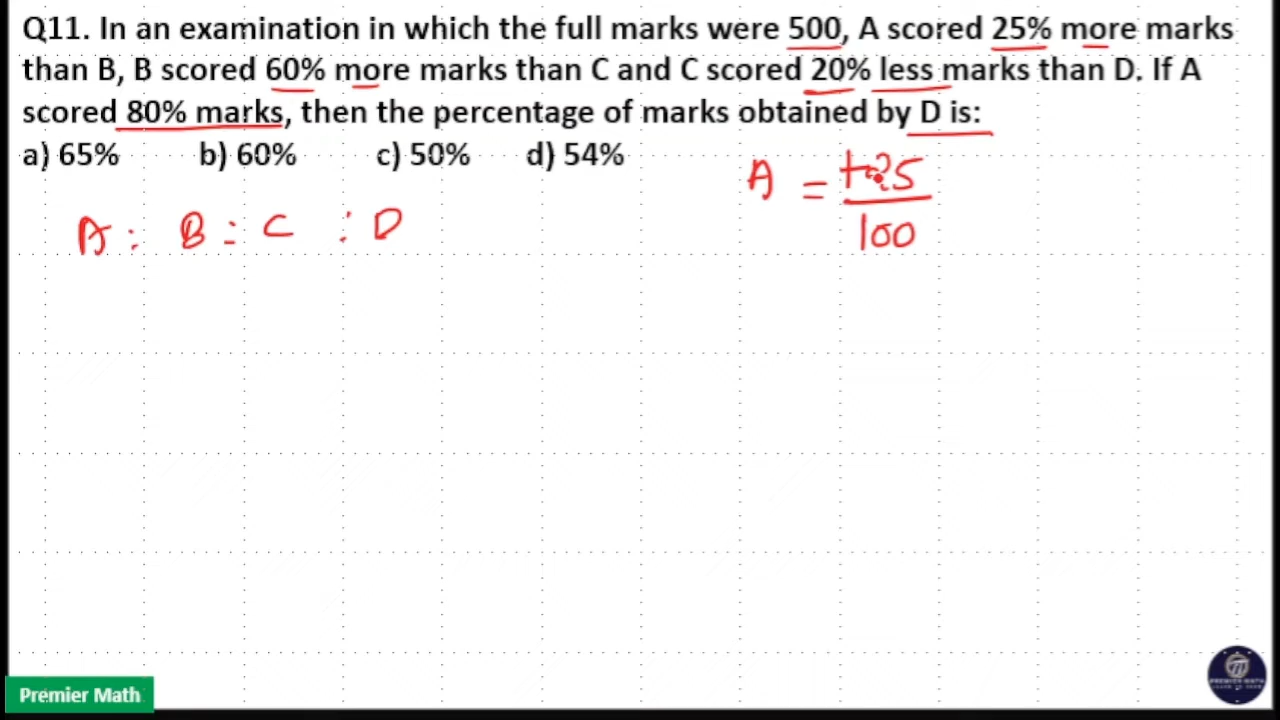 Q11. In an examination in which the full marks were 500, A scored 25% more marks
than B, B scored 60% more marks than C and C scored 20% less marks than D. If A
scored 80% marks, then the percentage of marks obtained by D is:
a) 65% b) 60% c) 50% d) 54%
A = +25
100
A : B : C : D
Premier Math
PREMIER MATH